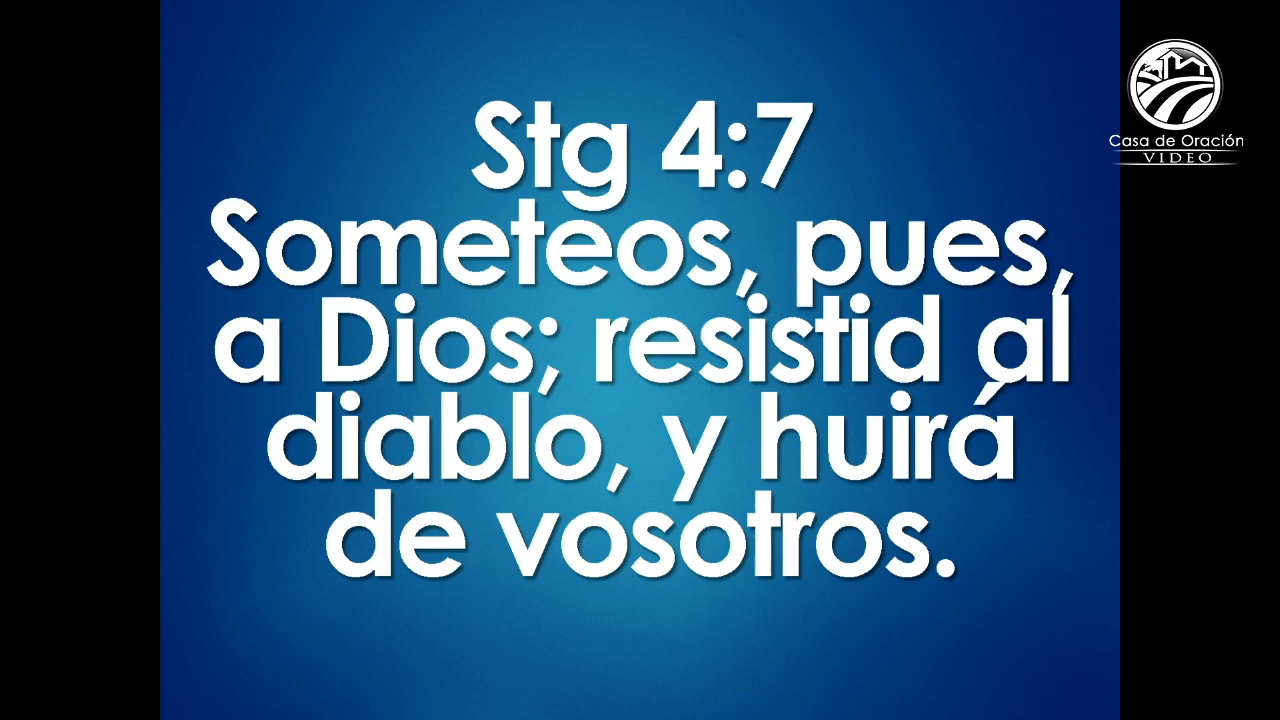 Stg 4:7
Someteos, pues,
a Dios; resistid al
diablo, y huirá
de vosotros.
Casa de Oración
VIDEO